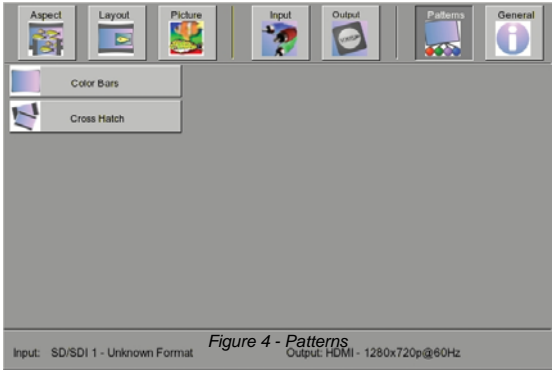 Aspect Layout Picture Input Output Patterns General
Color Bars
Cross Hatch
Figure 4 - Patterns
Input: SD/SDI 1 - Unknown Format Output: HDMI - 1280x720p@60Hz